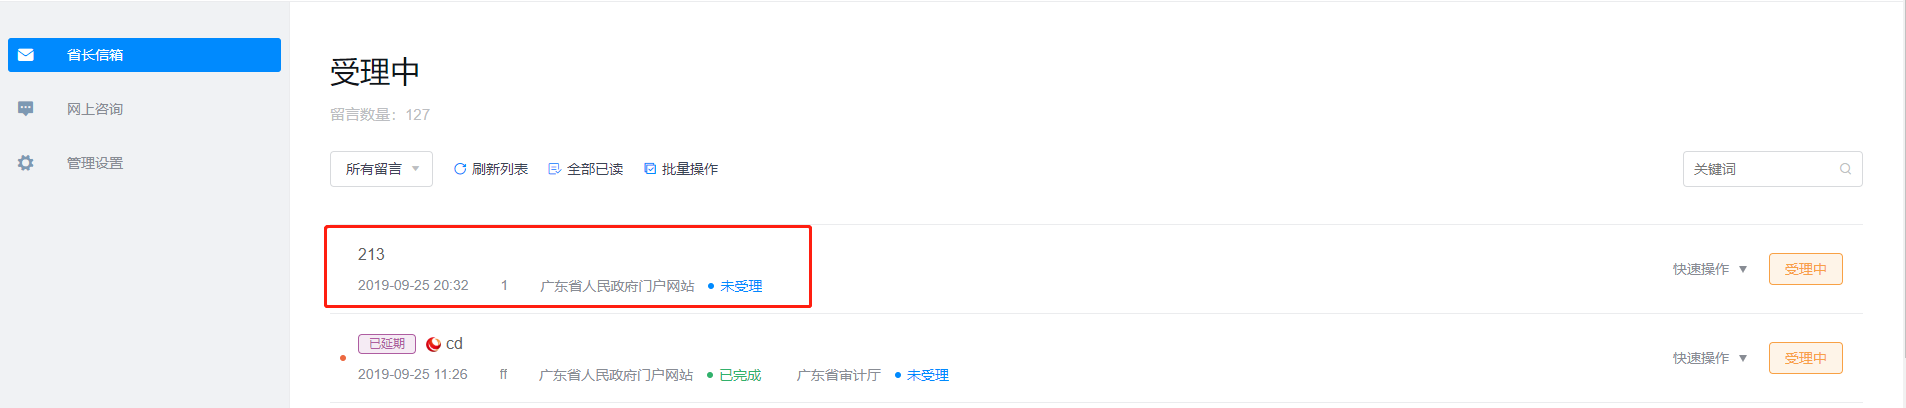 省长信箱
网上咨询
管理设置
受理中
留言数量：127
所有留言 刷新列表 全部已读 批量操作 关键词
213
2019-09-25 20:32 1 广东省人民政府门户网站 未受理
快速操作 受理中
已延期 cd
2019-09-25 11:26 ff 广东省人民政府门户网站 已完成 广东省审计厅 未受理
快速操作 受理中